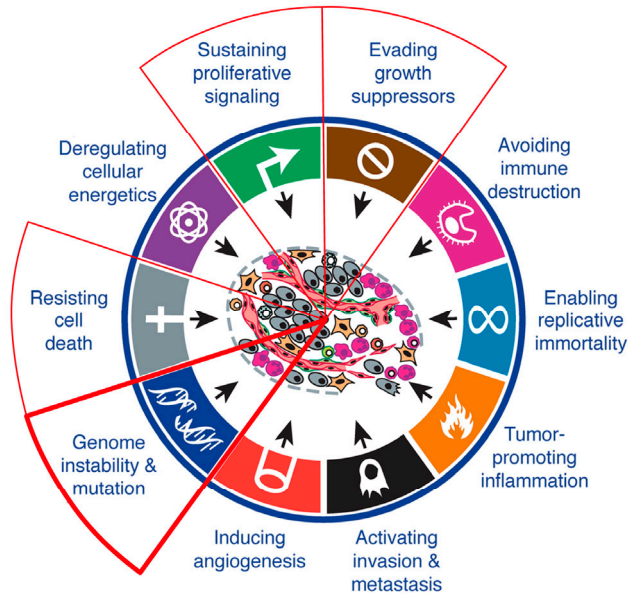 Sustaining
proliferative
signaling
Evading
growth
suppressors
Avoiding
immune
destruction
Enabling
replicative
immortality
Tumor-
promoting
inflammation
Activating
invasion &
metastasis
Inducing
angiogenesis
Genome
instability &
mutation
Resisting
cell
death
Deregulating
cellular
energetics